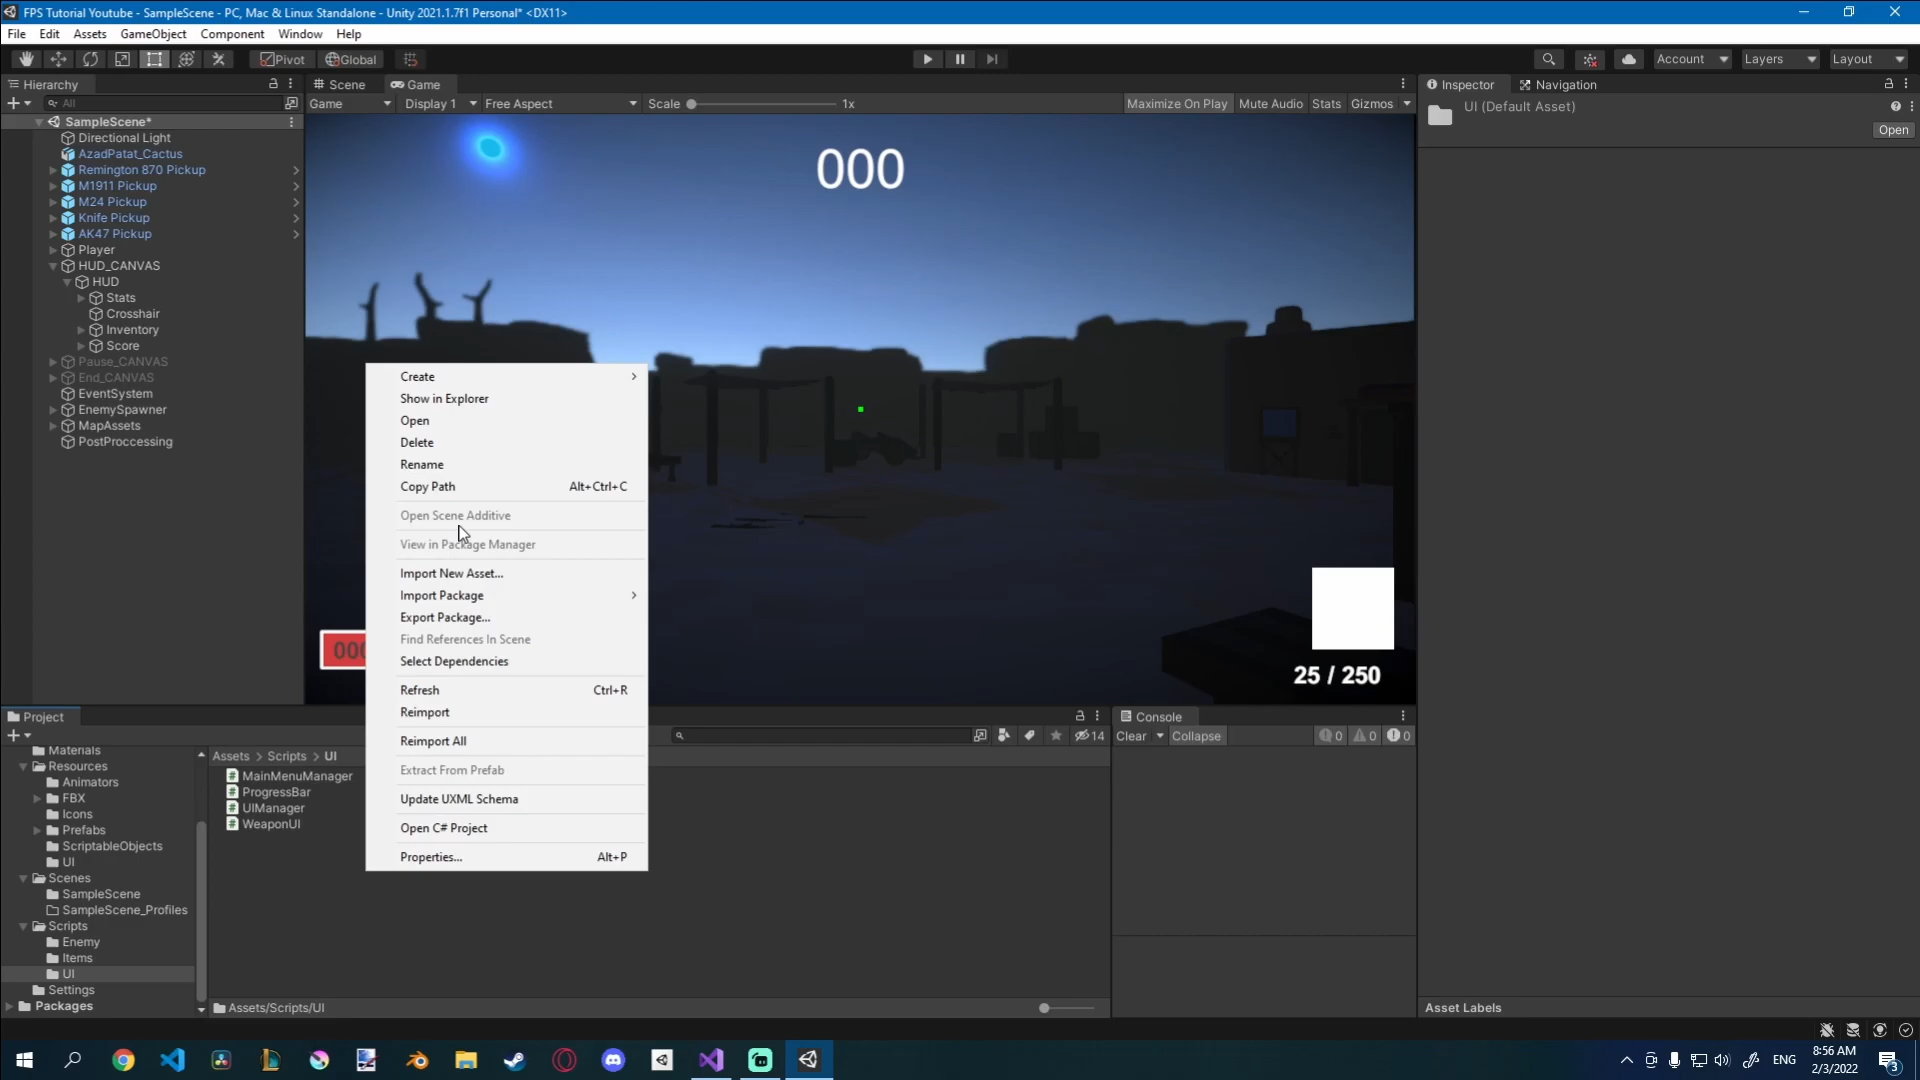 FPS Tutorial Youtube - SampleScene - PC, Mac & Linux Standalone - Unity 2021.1.7f1 Personal* <DX11>
File Edit Assets GameObject Component Window Help
Pivot Global Account Layers Layout
Hierarchy Scene Game Inspector Navigation
All Game Display 1 Free Aspect Scale 1x Maximize On Play Mute Audio Stats Gizmos
UI (Default Asset)
Open
SampleScene*
Directional Light
AzadPatat_Cactus
Remington 870 Pickup
M1911 Pickup
M24 Pickup
Knife Pickup
AK47 Pickup
Player
HUD_CANVAS
HUD
Stats
Crosshair
Inventory
Score
Pause_CANVAS
End_CANVAS
EventSystem
EnemySpawner
MapAssets
PostProccessing
000
Create
Show in Explorer
Open
Delete
Rename
Copy Path Alt+Ctrl+C
Open Scene Additive
View in Package Manager
Import New Asset...
Import Package
Export Package...
Find References In Scene
Select Dependencies
Refresh Ctrl+R
Reimport
Reimport All
Extract From Prefab
Update UXML Schema
Open C# Project
Properties... Alt+P
25 / 250
Project
14
Materials
Resources
Animators
FBX
Icons
Prefabs
ScriptableObjects
UI
Scenes
SampleScene
SampleScene_Profiles
Scripts
Enemy
Items
UI
Settings
Packages
Assets > Scripts > UI
MainMenuManager
ProgressBar
UIManager
WeaponUI
Assets/Scripts/UI
Console
Clear Collapse 0 0 0
Asset Labels
ENG
8:56 AM
2/3/2022
3